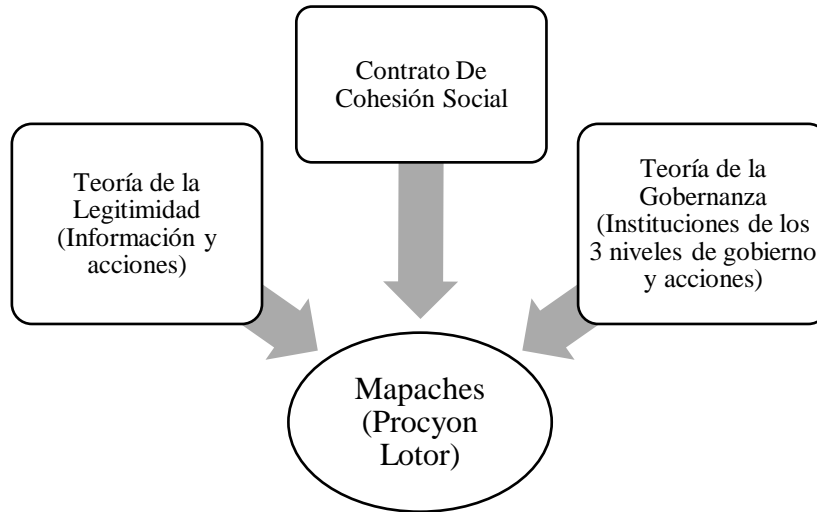 Contrato De
Cohesión Social
Teoría de la
Legitimidad
(Información y
acciones)
Teoría de la
Gobernanza
(Instituciones de los
3 niveles de gobierno
y acciones)
Mapaches
(Procyon
Lotor)